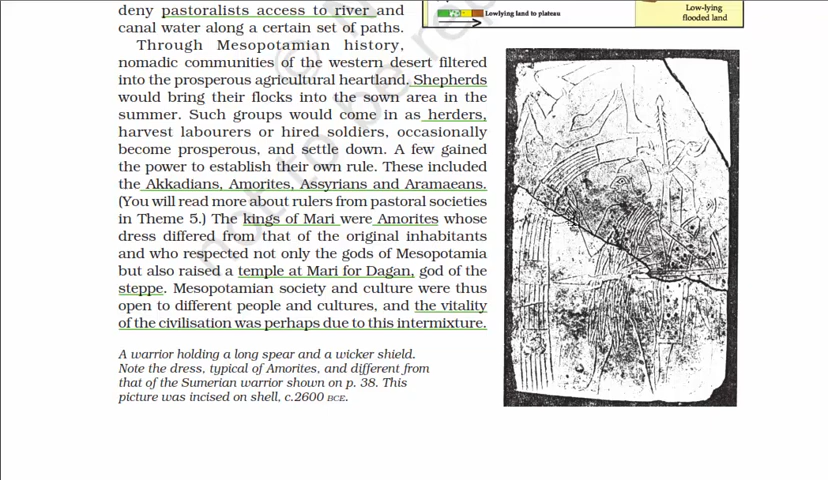 deny pastoralists access to river and
canal water along a certain set of paths.
Through Mesopotamian history,
nomadic communities of the western desert filtered
into the prosperous agricultural heartland. Shepherds
would bring their flocks into the sown area in the
summer. Such groups would come in as herders,
harvest labourers or hired soldiers, occasionally
become prosperous, and settle down. A few gained
the power to establish their own rule. These included
the Akkadians, Amorites, Assyrians and Aramaeans.
(You will read more about rulers from pastoral societies
in Theme 5.) The kings of Mari were Amorites whose
dress differed from that of the original inhabitants
and who respected not only the gods of Mesopotamia
but also raised a temple at Mari for Dagan, god of the
steppe. Mesopotamian society and culture were thus
open to different people and cultures, and the vitality
of the civilisation was perhaps due to this intermixture.
A warrior holding a long spear and a wicker shield.
Note the dress, typical of Amorites, and different from
that of the Sumerian warrior shown on p. 38. This
picture was incised on shell, c.2600 BCE.
Lowlying land to plateau
Low-lying
flooded land
not to be re